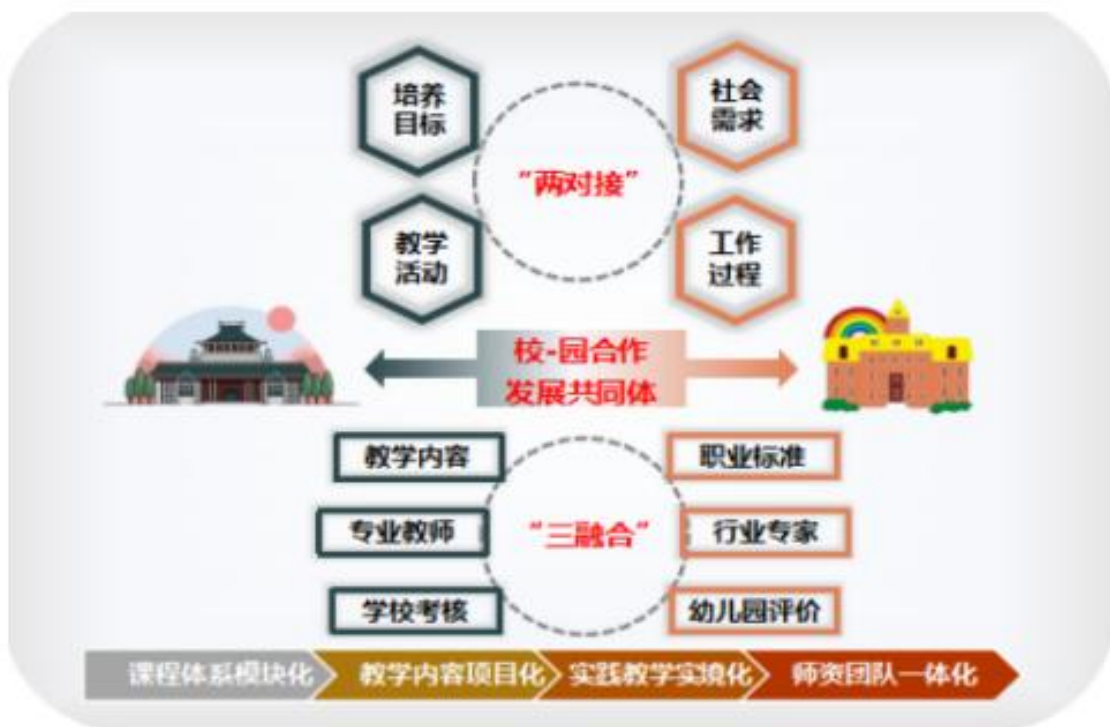 培养
目标
社会
需求
“两对接”
教学
活动
工作
过程
校-园合作
发展共同体
教学内容
职业标准
专业教师
“三融合”
行业专家
学校考核
幼儿园评价
课程体系模块化
教学内容项目化
实践教学实境化
师资团队一体化